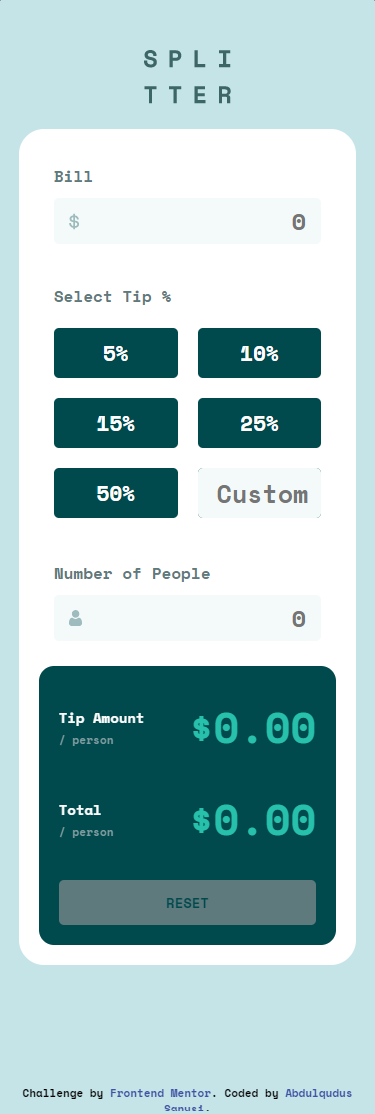 SPLI
TTER
Bill
$ 0
Select Tip %
5% 10%
15% 25%
50% Custom
Number of People
0
Tip Amount $0.00
/ person
Total $0.00
/ person
RESET
Challenge by Frontend Mentor. Coded by Abdulqudus
Sanusi.